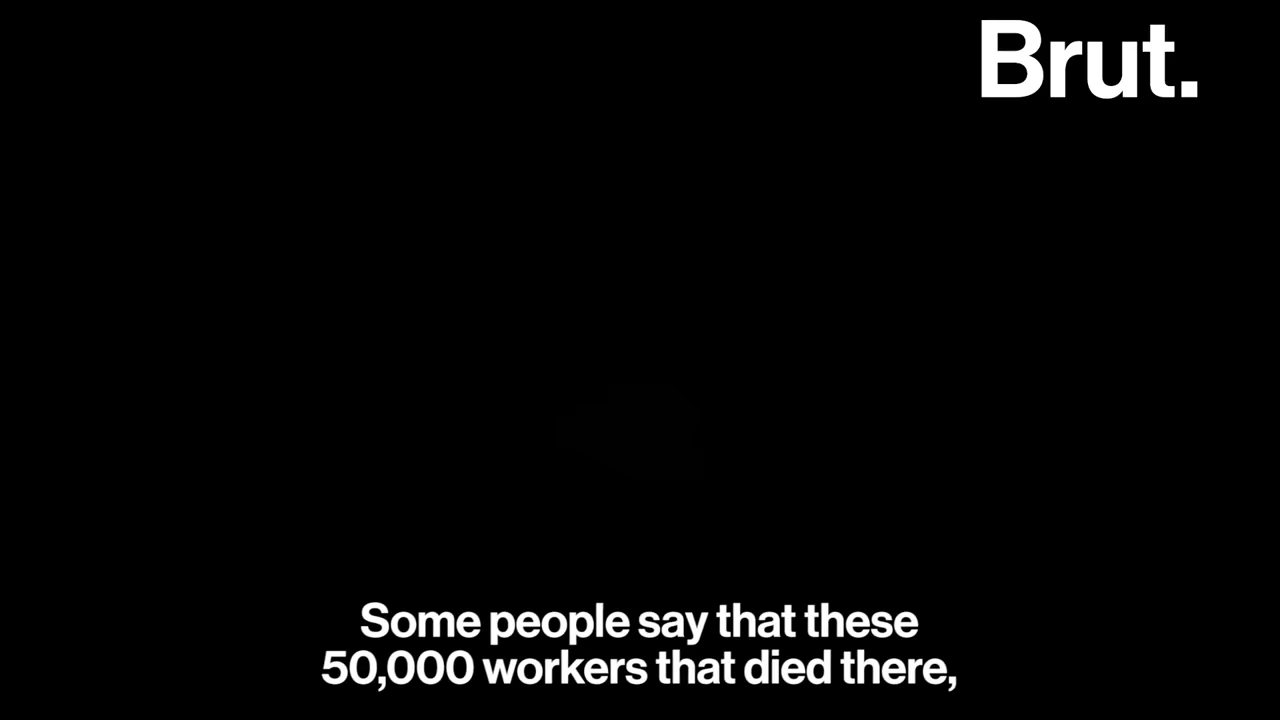 Brut.
Some people say that these
50,000 workers that died there,